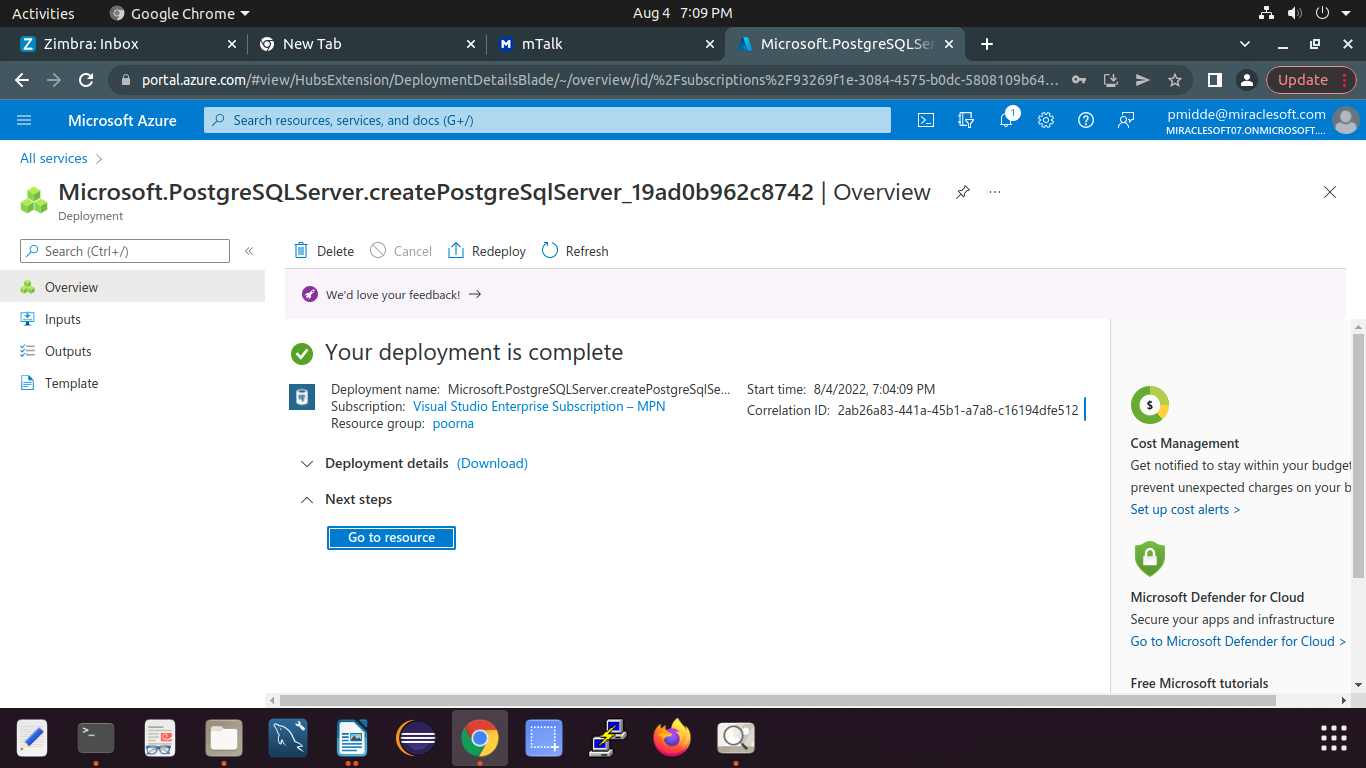 Activities Google Chrome Aug 4 7:09 PM
Zimbra: Inbox New Tab mTalk Microsoft.PostgreSQLSer
portal.azure.com/#view/HubsExtension/DeploymentDetailsBlade/~/overview/id/%2Fsubscriptions%2F93269f1e-3084-4575-b0dc-5808109b64... Update
Microsoft Azure Search resources, services, and docs (G+/) 1 pmidde@miraclesoft.com
MIRACLESOFT07.ONMICROSOFT....
All services
Microsoft.PostgreSQLServer.createPostgreSqlServer_19ad0b962c8742 | Overview
Deployment
Search (Ctrl+/) «
Delete Cancel Redeploy Refresh
Overview
Inputs
Outputs
Template
We'd love your feedback! →
Your deployment is complete
Deployment name: Microsoft.PostgreSQLServer.createPostgreSqlSe...
Subscription: Visual Studio Enterprise Subscription – MPN
Resource group: poorna
Start time: 8/4/2022, 7:04:09 PM
Correlation ID: 2ab26a83-441a-45b1-a7a8-c16194dfe512
Deployment details (Download)
Next steps
Go to resource
Cost Management
Get notified to stay within your budget
prevent unexpected charges on your b
Set up cost alerts >
Microsoft Defender for Cloud
Secure your apps and infrastructure
Go to Microsoft Defender for Cloud >
Free Microsoft tutorials